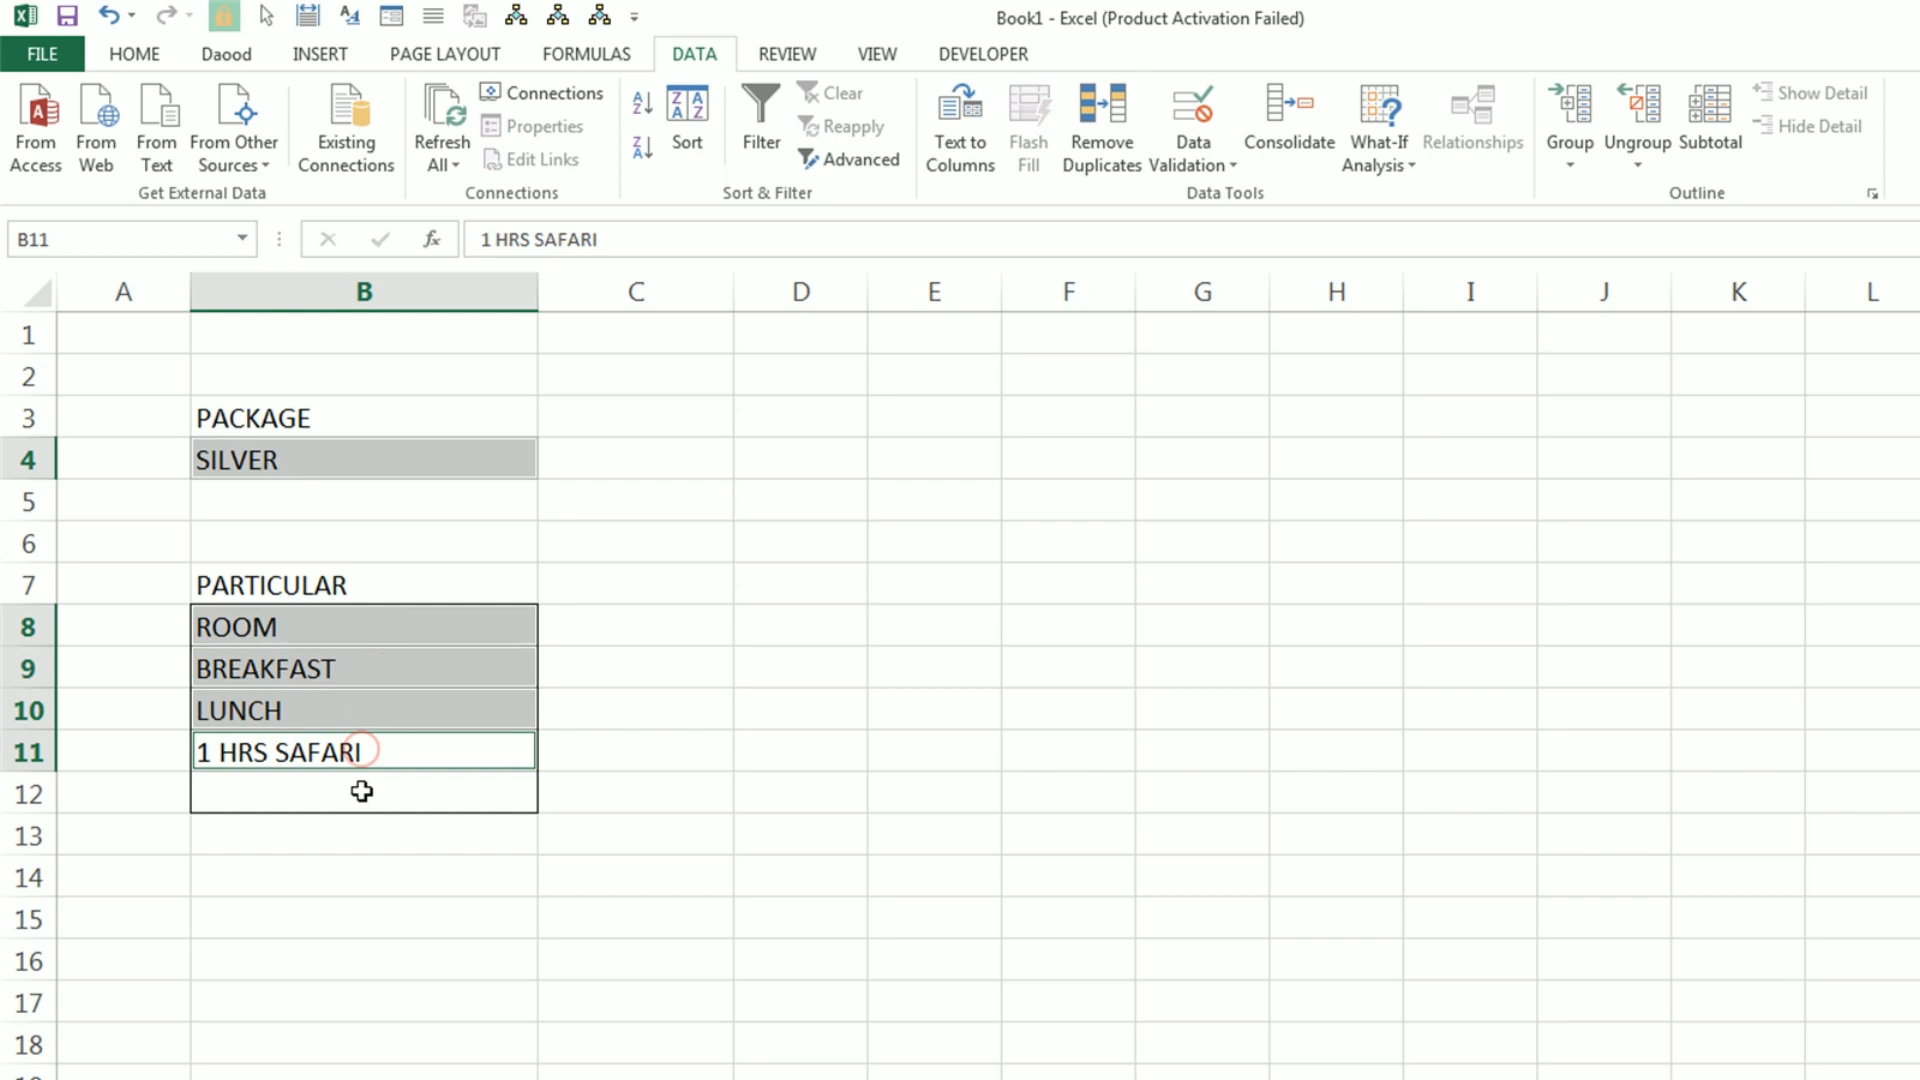 Book1 - Excel (Product Activation Failed)
FILE HOME Daood INSERT PAGE LAYOUT FORMULAS DATA REVIEW VIEW DEVELOPER
From Access
From Web
From Text
From Other Sources
Get External Data
Existing Connections
Refresh All
Connections
Properties
Edit Links
Connections
Sort
Filter
Clear
Reapply
Advanced
Sort & Filter
Text to Columns
Flash Fill
Remove Duplicates
Data Validation
Consolidate
What-If Analysis
Relationships
Data Tools
Group
Ungroup
Subtotal
Show Detail
Hide Detail
Outline
B11 fx 1 HRS SAFARI
A B C D E F G H I J K L
1
2
3 PACKAGE
4 SILVER
5
6
7 PARTICULAR
8 ROOM
9 BREAKFAST
10 LUNCH
11 1 HRS SAFARI
12
13
14
15
16
17
18